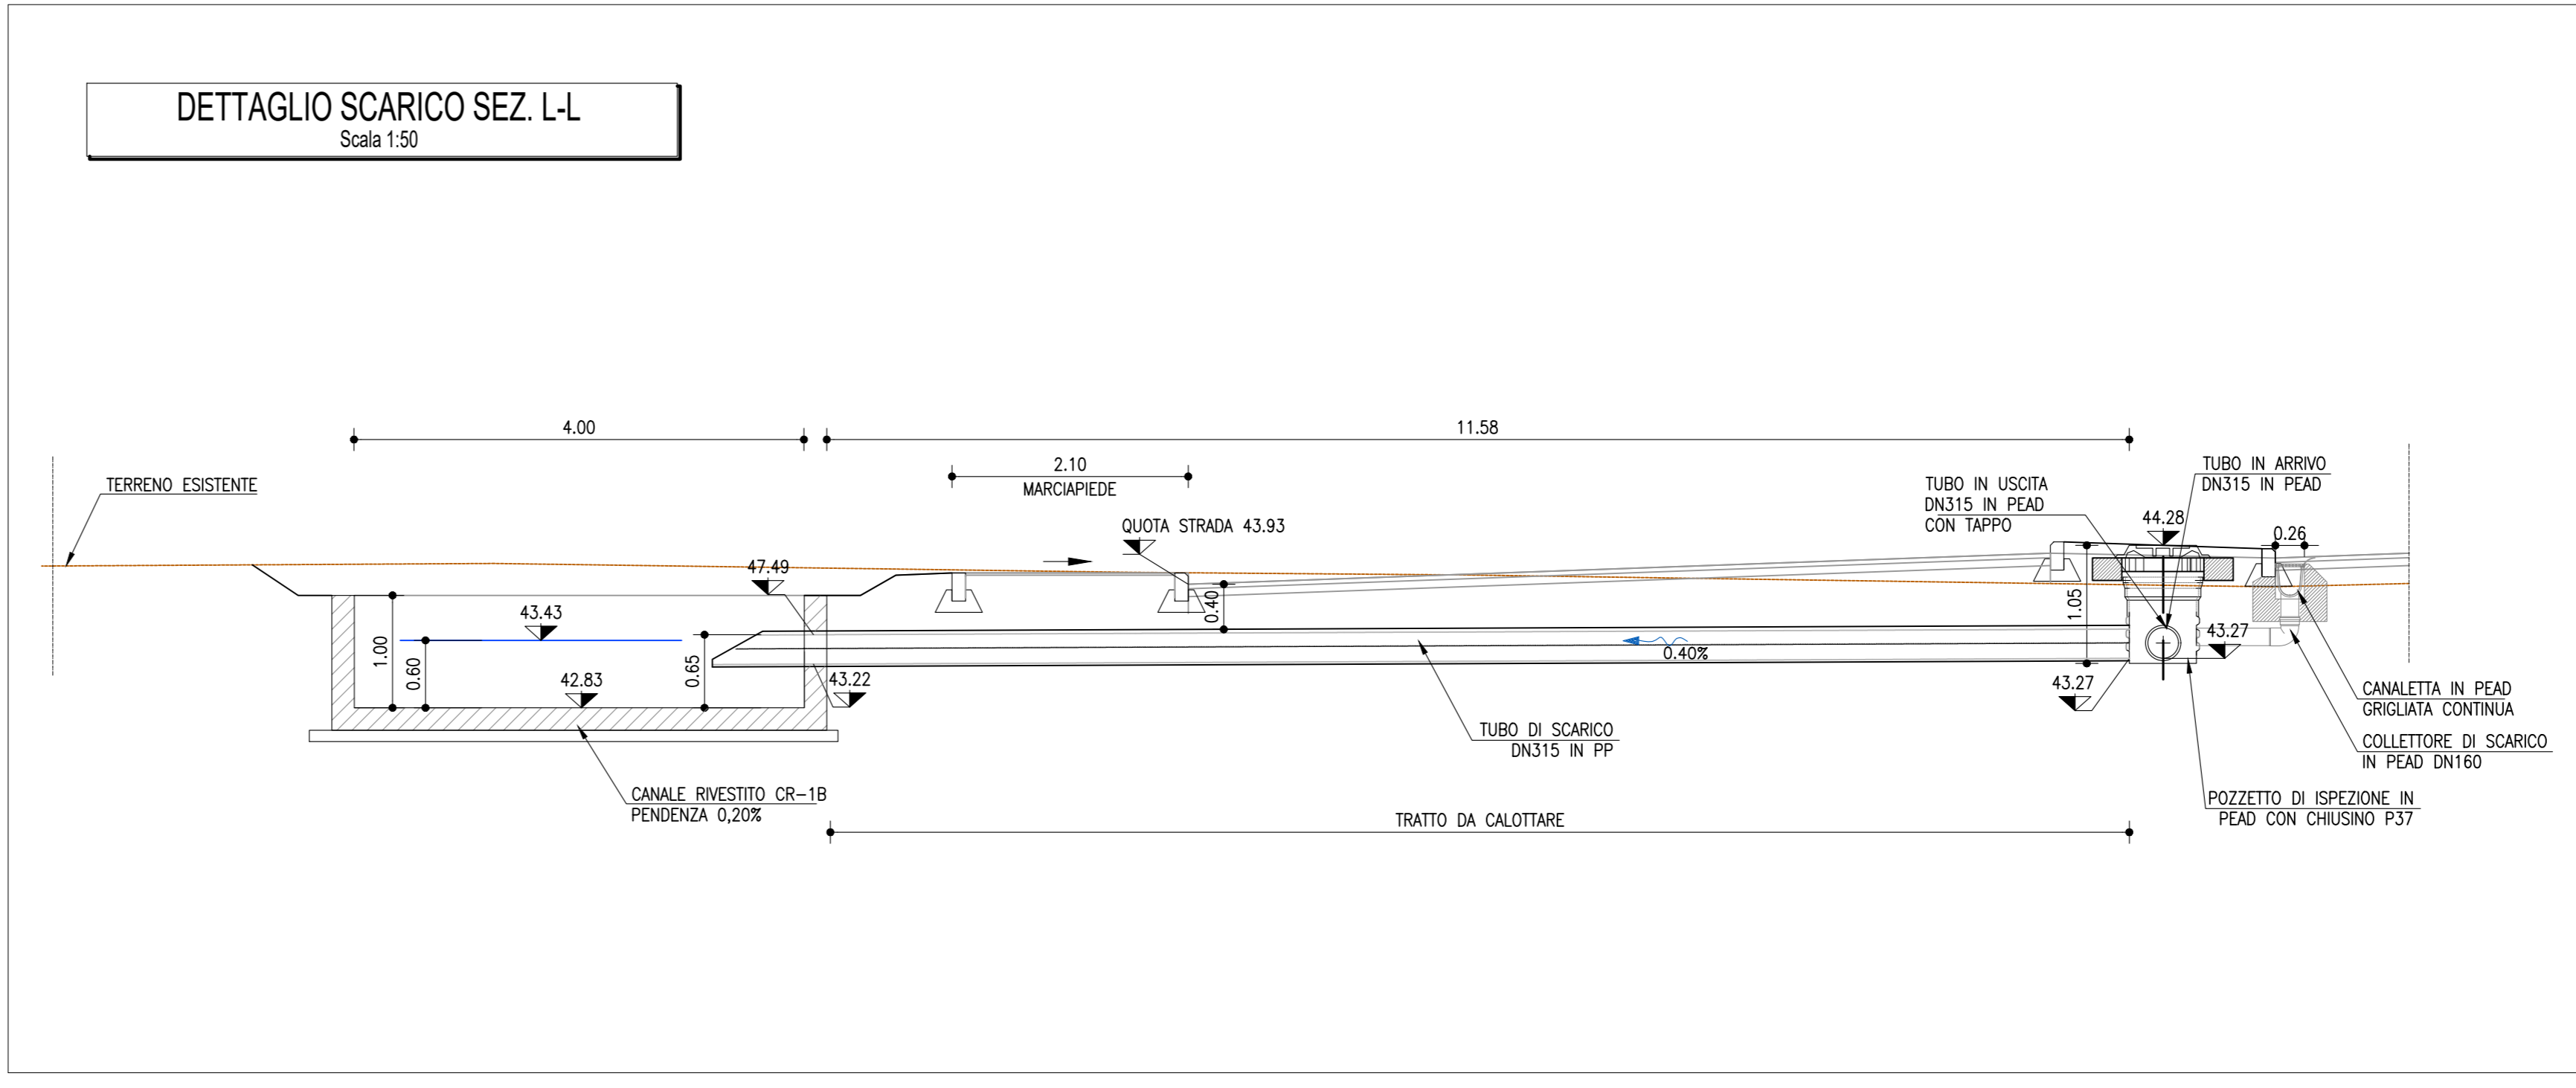 DETTAGLIO SCARICO SEZ. L-L
Scala 1:50
4.00
11.58
2.10
MARCIAPIEDE
TERRENO ESISTENTE
QUOTA STRADA 43.93
TUBO IN USCITA
DN315 IN PEAD
CON TAPPO
TUBO IN ARRIVO
DN315 IN PEAD
44.28
0.26
47.49
43.43
1.00
0.60
0.65
42.83
43.22
0.40
0.40%
1.05
43.27
43.27
TUBO DI SCARICO
DN315 IN PP
CANALETTA IN PEAD
GRIGLIATA CONTINUA
COLLETTORE DI SCARICO
IN PEAD DN160
CANALE RIVESTITO CR-1B
PENDENZA 0,20%
POZZETTO DI ISPEZIONE IN
PEAD CON CHIUSINO P37
TRATTO DA CALOTTARE